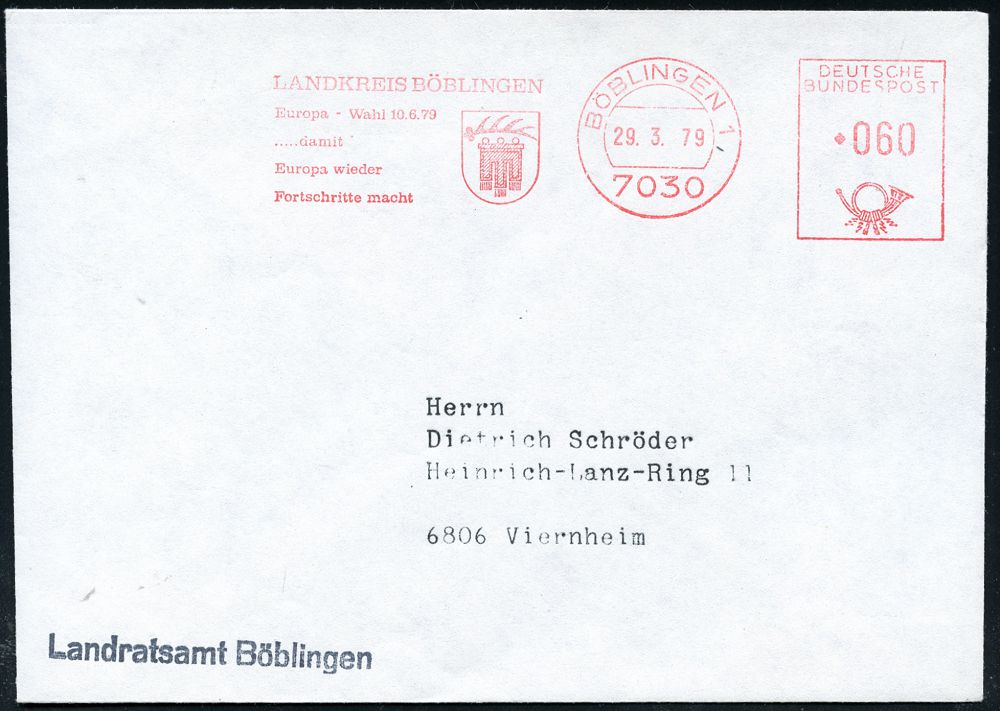 LANDKREIS BÖBLINGEN
Europa - Wahl 10.6.79
.....damit
Europa wieder
Fortschritte macht
BÖBLINGEN 1
29. 3. 79
7030
DEUTSCHE
BUNDESPOST
060
Herrn
Dietrich Schröder
Heinrich-Lanz-Ring 11
6806 Viernheim
Landratsamt Böblingen